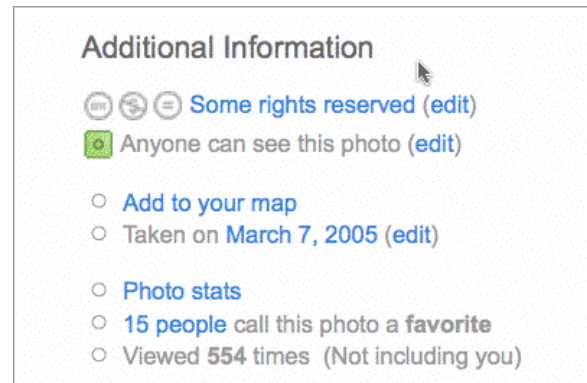 Additional Information
Some rights reserved (edit)
Anyone can see this photo (edit)
Add to your map
Taken on March 7, 2005 (edit)
Photo stats
15 people call this photo a favorite
Viewed 554 times (Not including you)